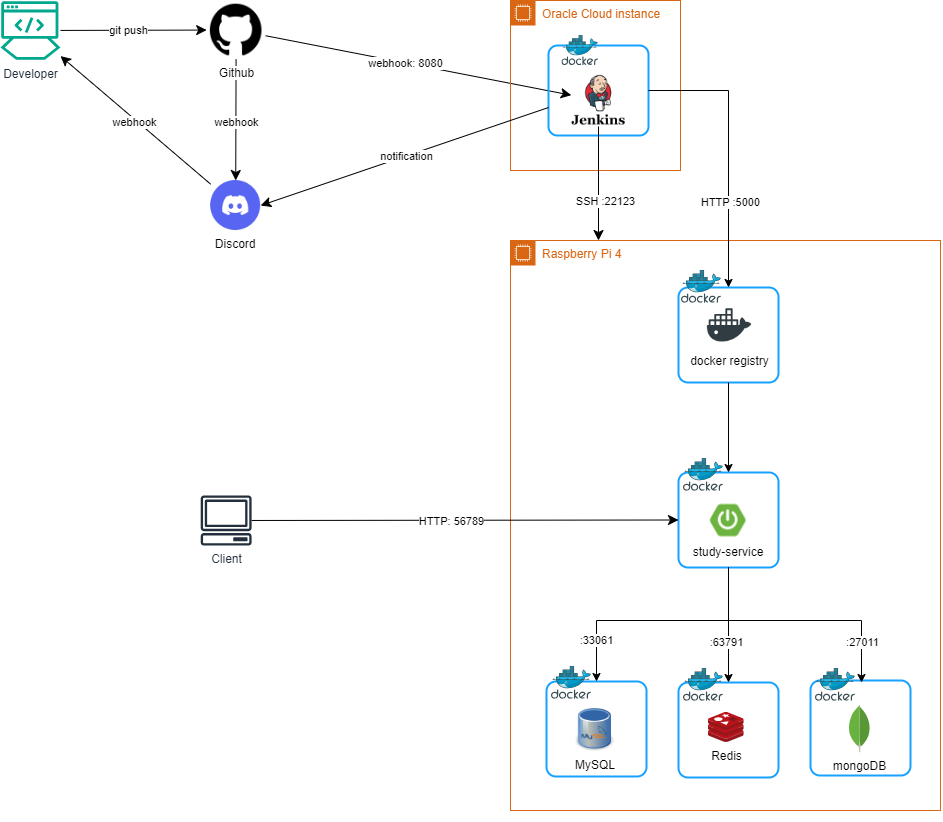 Oracle Cloud instance
git push
Developer
Github
webhook: 8080
docker
Jenkins
webhook
webhook
notification
Discord
SSH :22123
HTTP :5000
Raspberry Pi 4
docker
docker registry
docker
HTTP: 56789
study-service
Client
:33061
:63791
:27011
docker
docker
docker
MySQL
MySQL
Redis
mongoDB